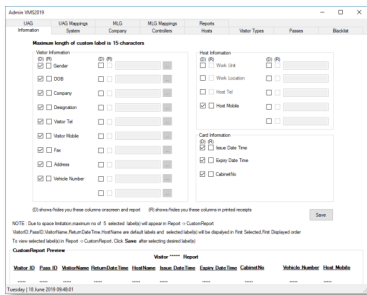 Admin VMS2019
UAG UAG Mappings MLG MLG Mappings Reports
Information System Company Controllers Hosts Visitor Types Passes Blacklist
Maximum length of custom label is 15 characters
Visitor Information
(D) (R) (D) (R)
Gender
DOB
Company
Designation
Visitor Tel
Visitor Mobile
Fax
Address
Vehicle Number
Host Information
(D) (R) (D) (R)
Work Unit
Work Location
Host Tel
Host Mobile
Card Information
(D) (R)
Issue Date Time
Expiry Date Time
CabinetNo
(D) shows/hides you these columns onscreen and report (R) shows/hides you these columns in printed receipts
Save
NOTE : Due to space limitation,maximum no of 5 selected label(s) will appear in Report -> CustomReport
VisitorID,PassID,VisitorName,ReturnDateTime,HostName are default labels and selected label(s) will be dispalyed in First Selected,First Displayed order
To view selected label(s) in Report -> CustomReport, Click Save after selecting desired label(s)
CustomReport Preview
Visitor ***** Report
Visitor ID Pass ID VisitorName ReturnDateTime HostName Issue Date Time Expiry DateTime CabinetNo Vehicle Number Host Mobile
Tuesday | 18 June 2019 09:48:01